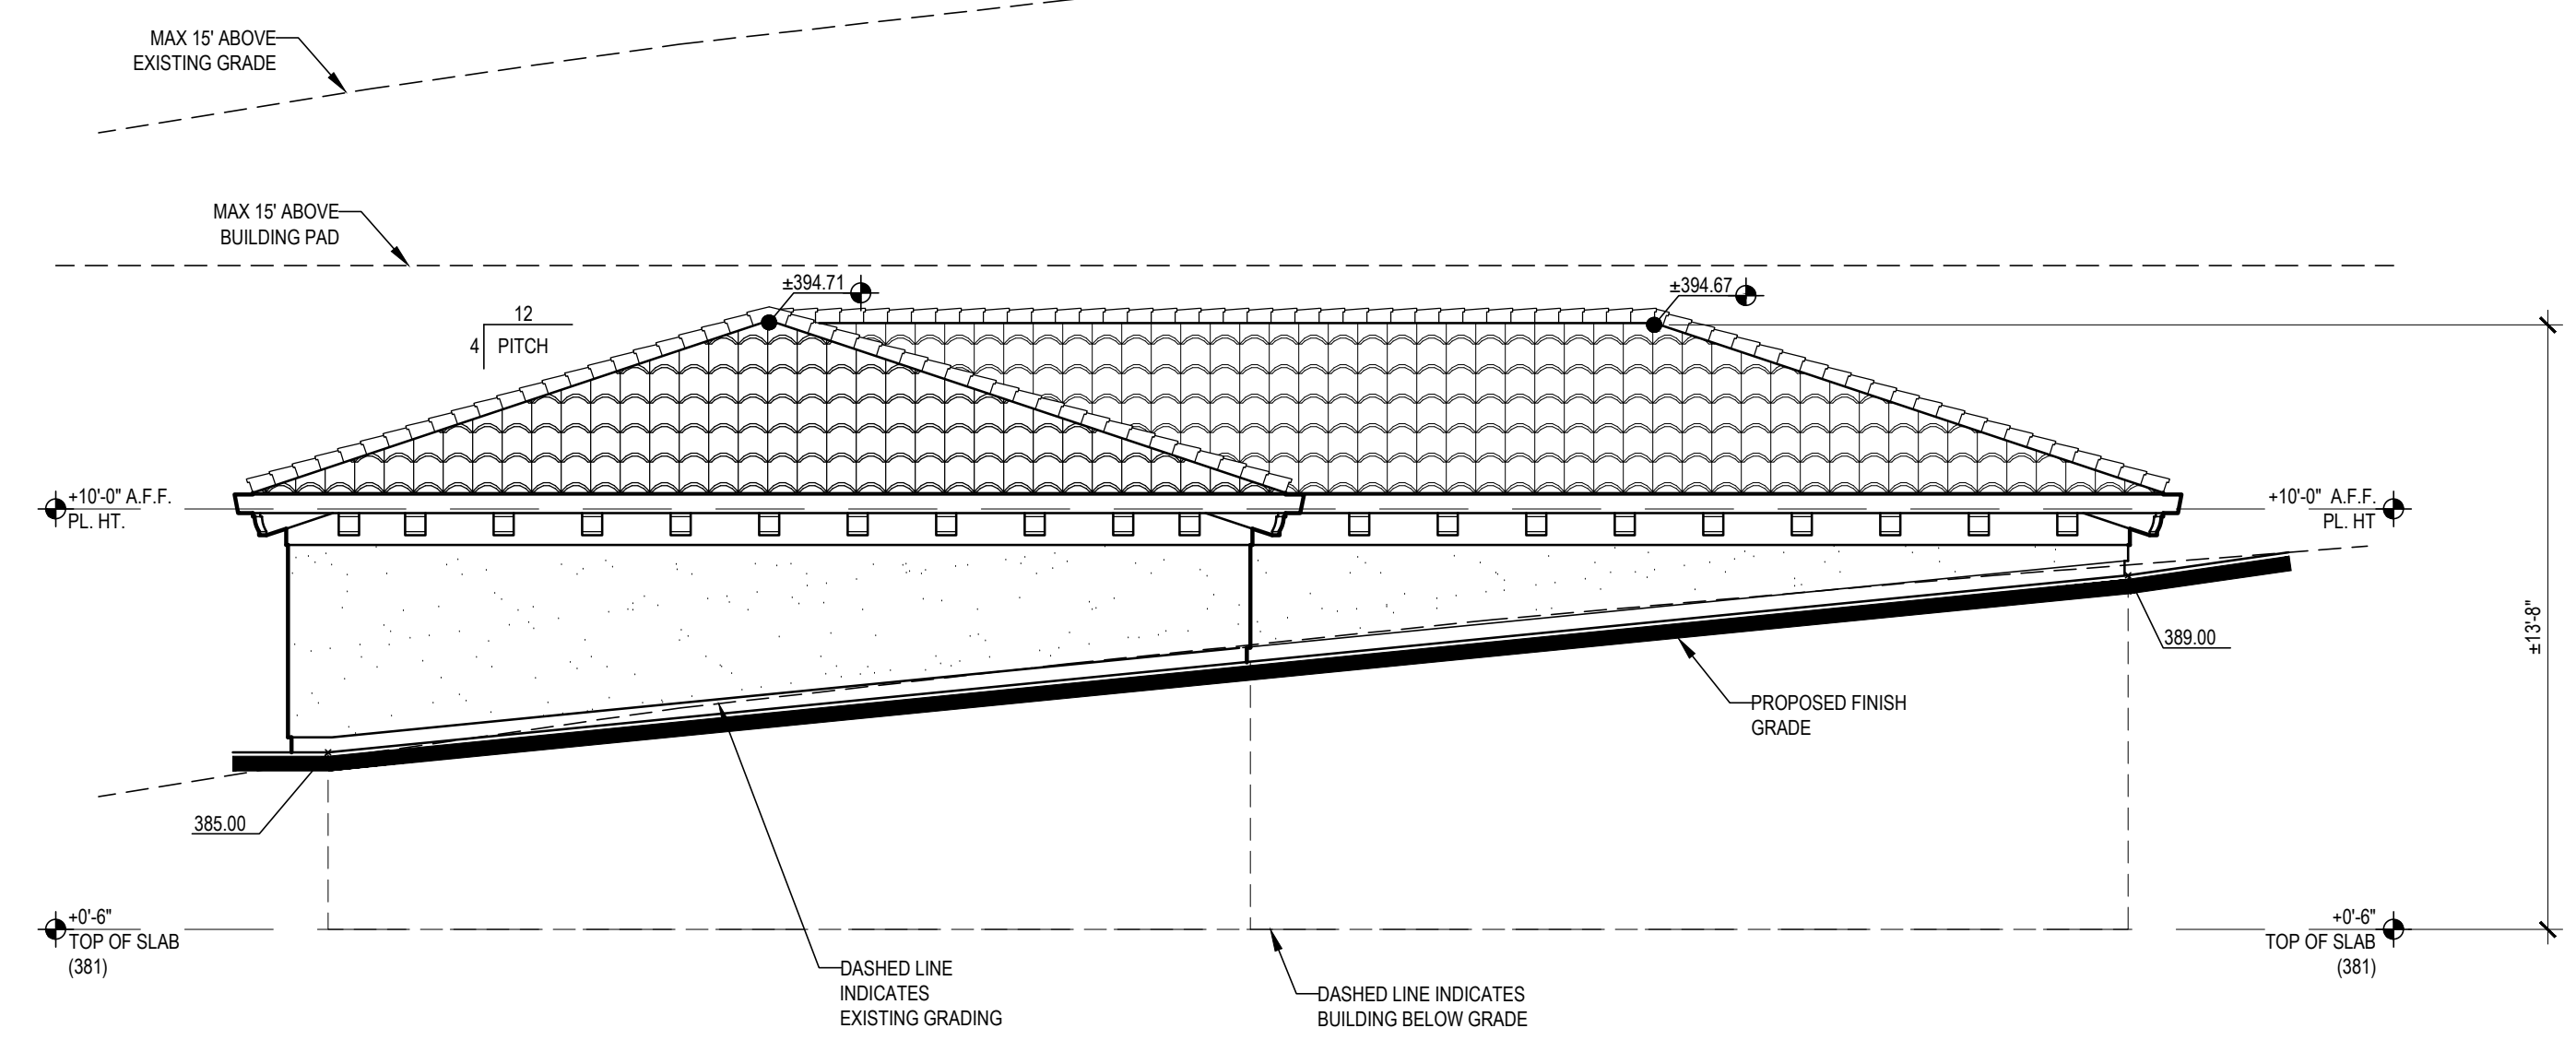 MAX 15' ABOVE
EXISTING GRADE
MAX 15' ABOVE
BUILDING PAD
±394.71
±394.67
12
4
PITCH
+10'-0" A.F.F.
PL. HT.
+10'-0" A.F.F.
PL. HT
±13'-8"
389.00
PROPOSED FINISH
GRADE
385.00
+0'-6"
TOP OF SLAB
(381)
+0'-6"
TOP OF SLAB
(381)
DASHED LINE
INDICATES
EXISTING GRADING
DASHED LINE INDICATES
BUILDING BELOW GRADE